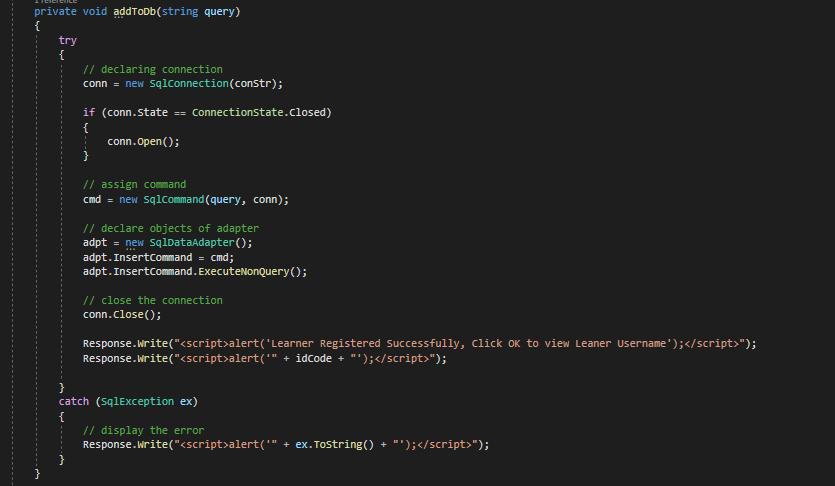 1 reference
private void addToDb(string query)
{
try
{
// declaring connection
conn = new SqlConnection(conStr);
if (conn.State == ConnectionState.Closed)
{
conn.Open();
}
// assign command
cmd = new SqlCommand(query, conn);
// declare objects of adapter
adpt = new SqlDataAdapter();
adpt.InsertCommand = cmd;
adpt.InsertCommand.ExecuteNonQuery();
// close the connection
conn.Close();
Response.Write("<script>alert('Learner Registered Successfully, Click OK to view Leaner Username');</script>");
Response.Write("<script>alert('" + idCode + "');</script>");
}
catch (SqlException ex)
{
// display the error
Response.Write("<script>alert('" + ex.ToString() + "');</script>");
}
}